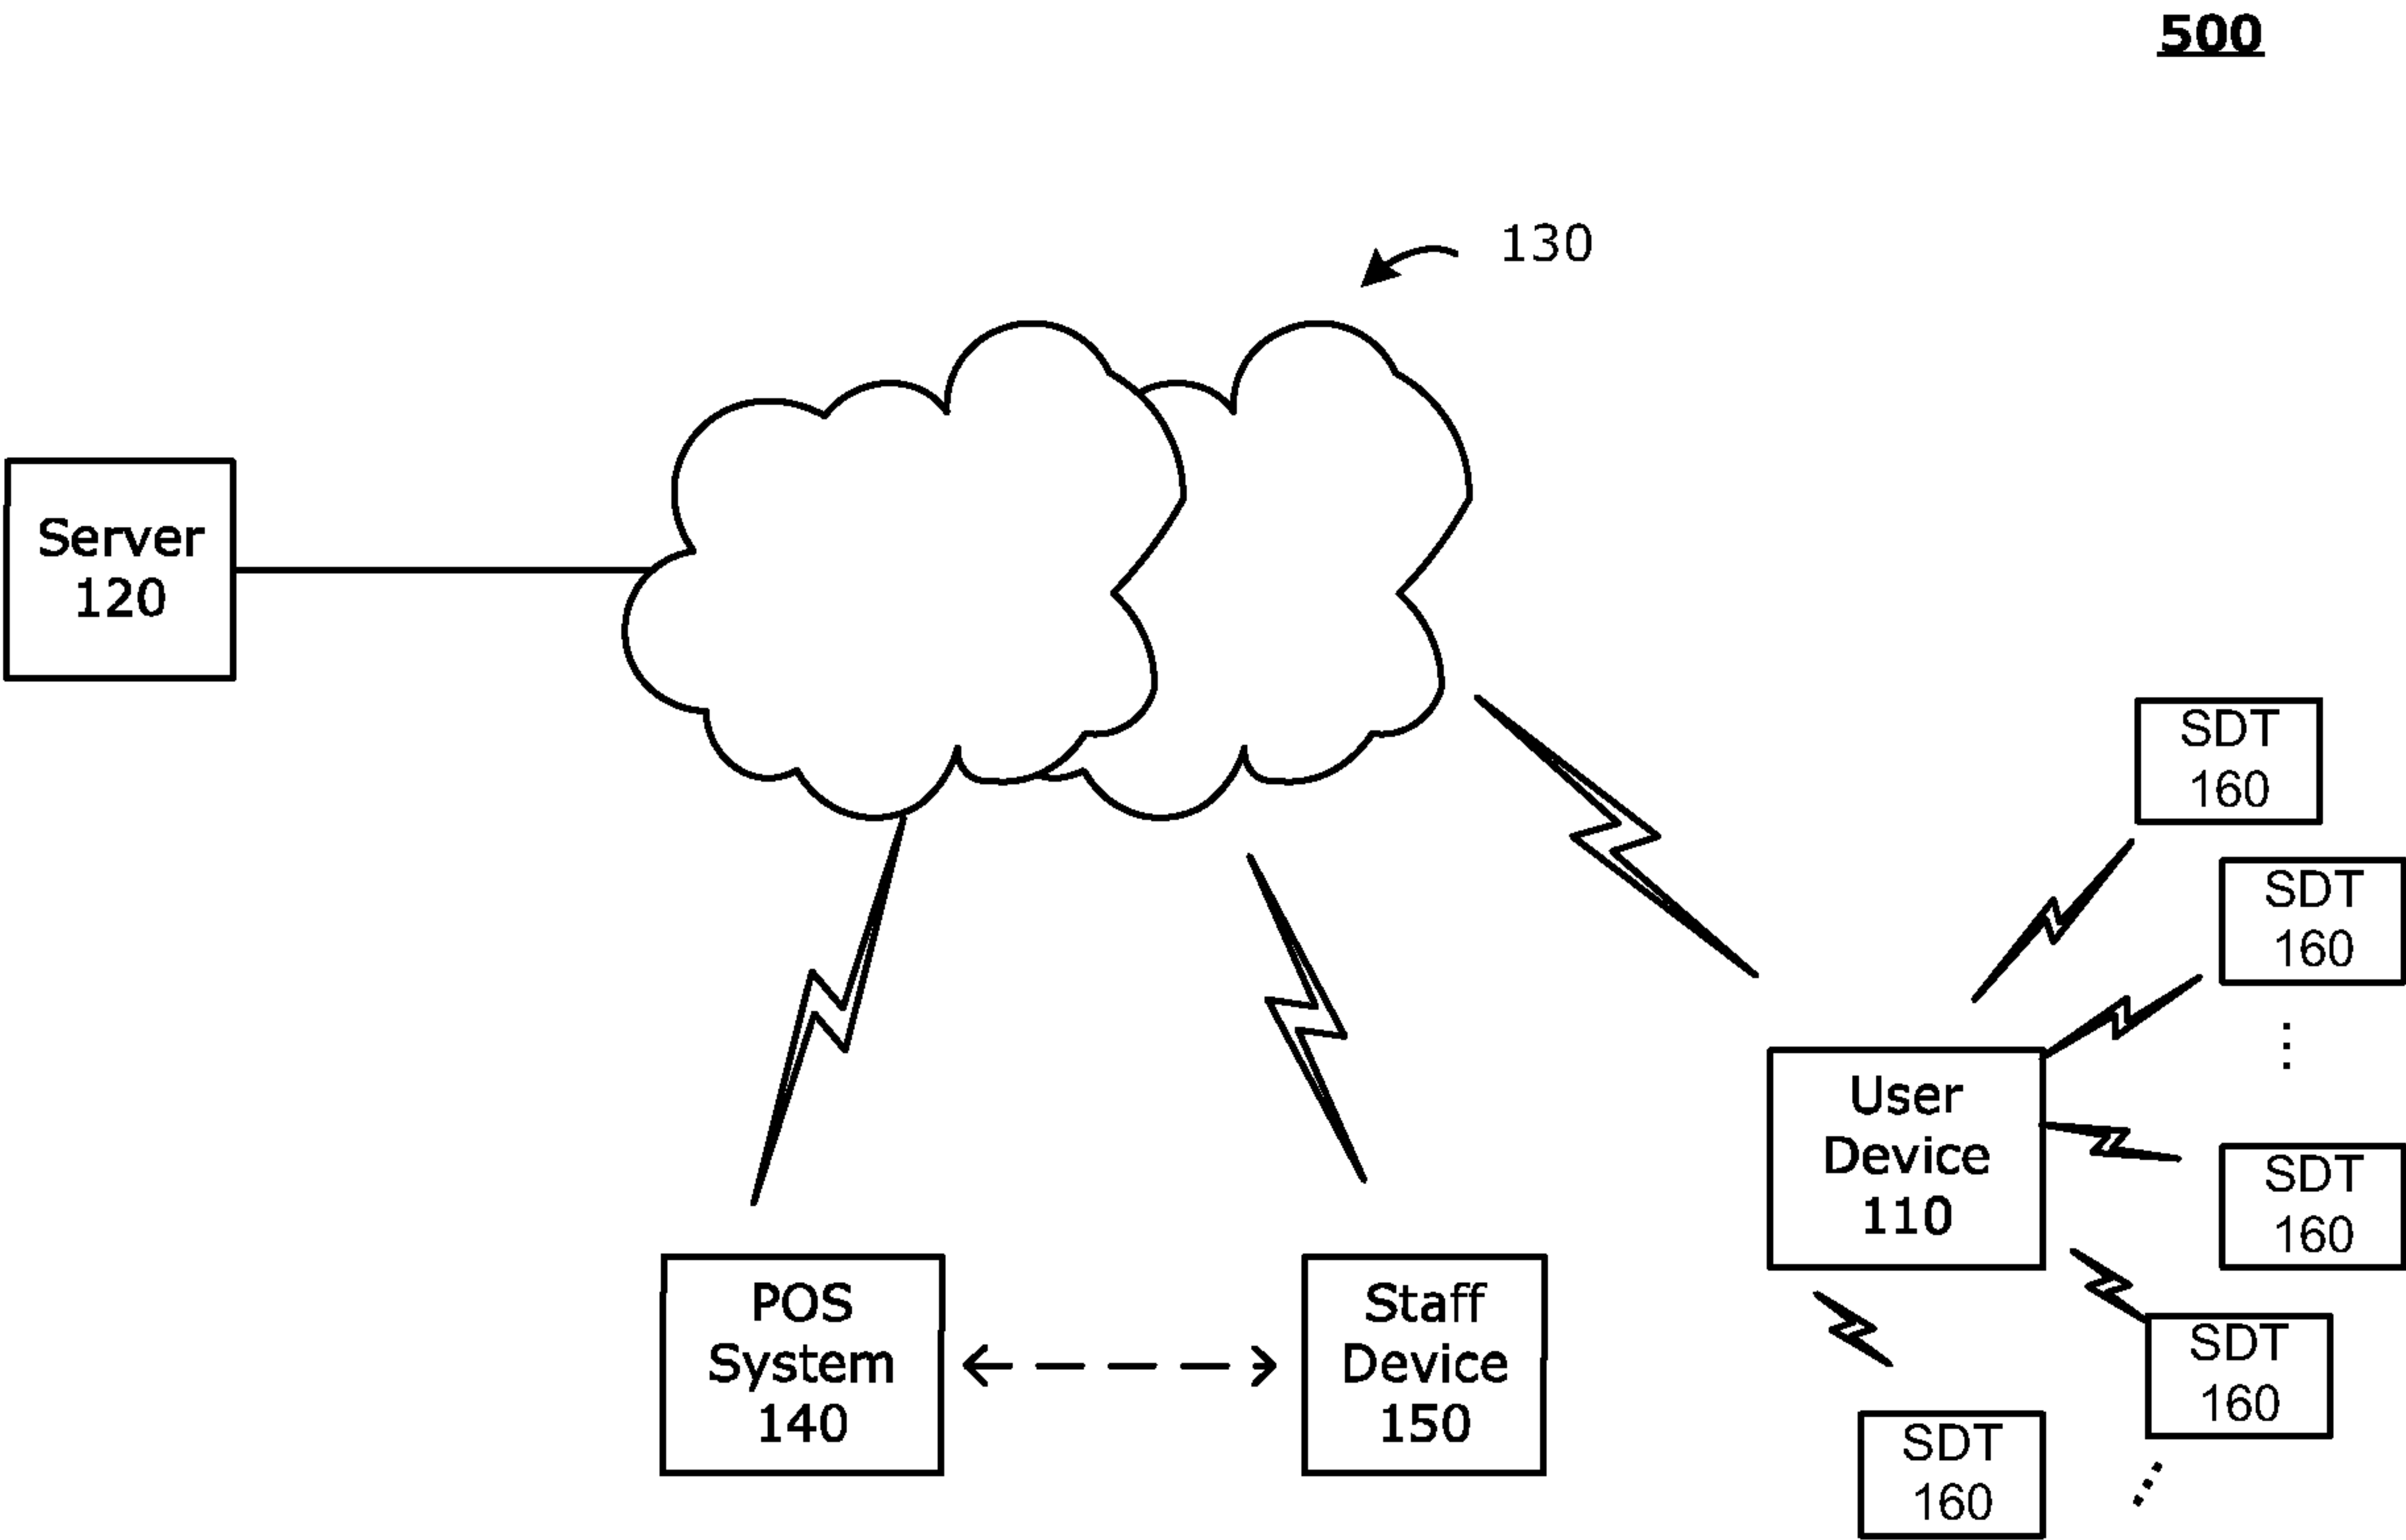 500
130
Server
120
SDT
160
SDT
160
User
Device
110
SDT
160
POS
System
140
Staff
Device
150
SDT
160
SDT
160